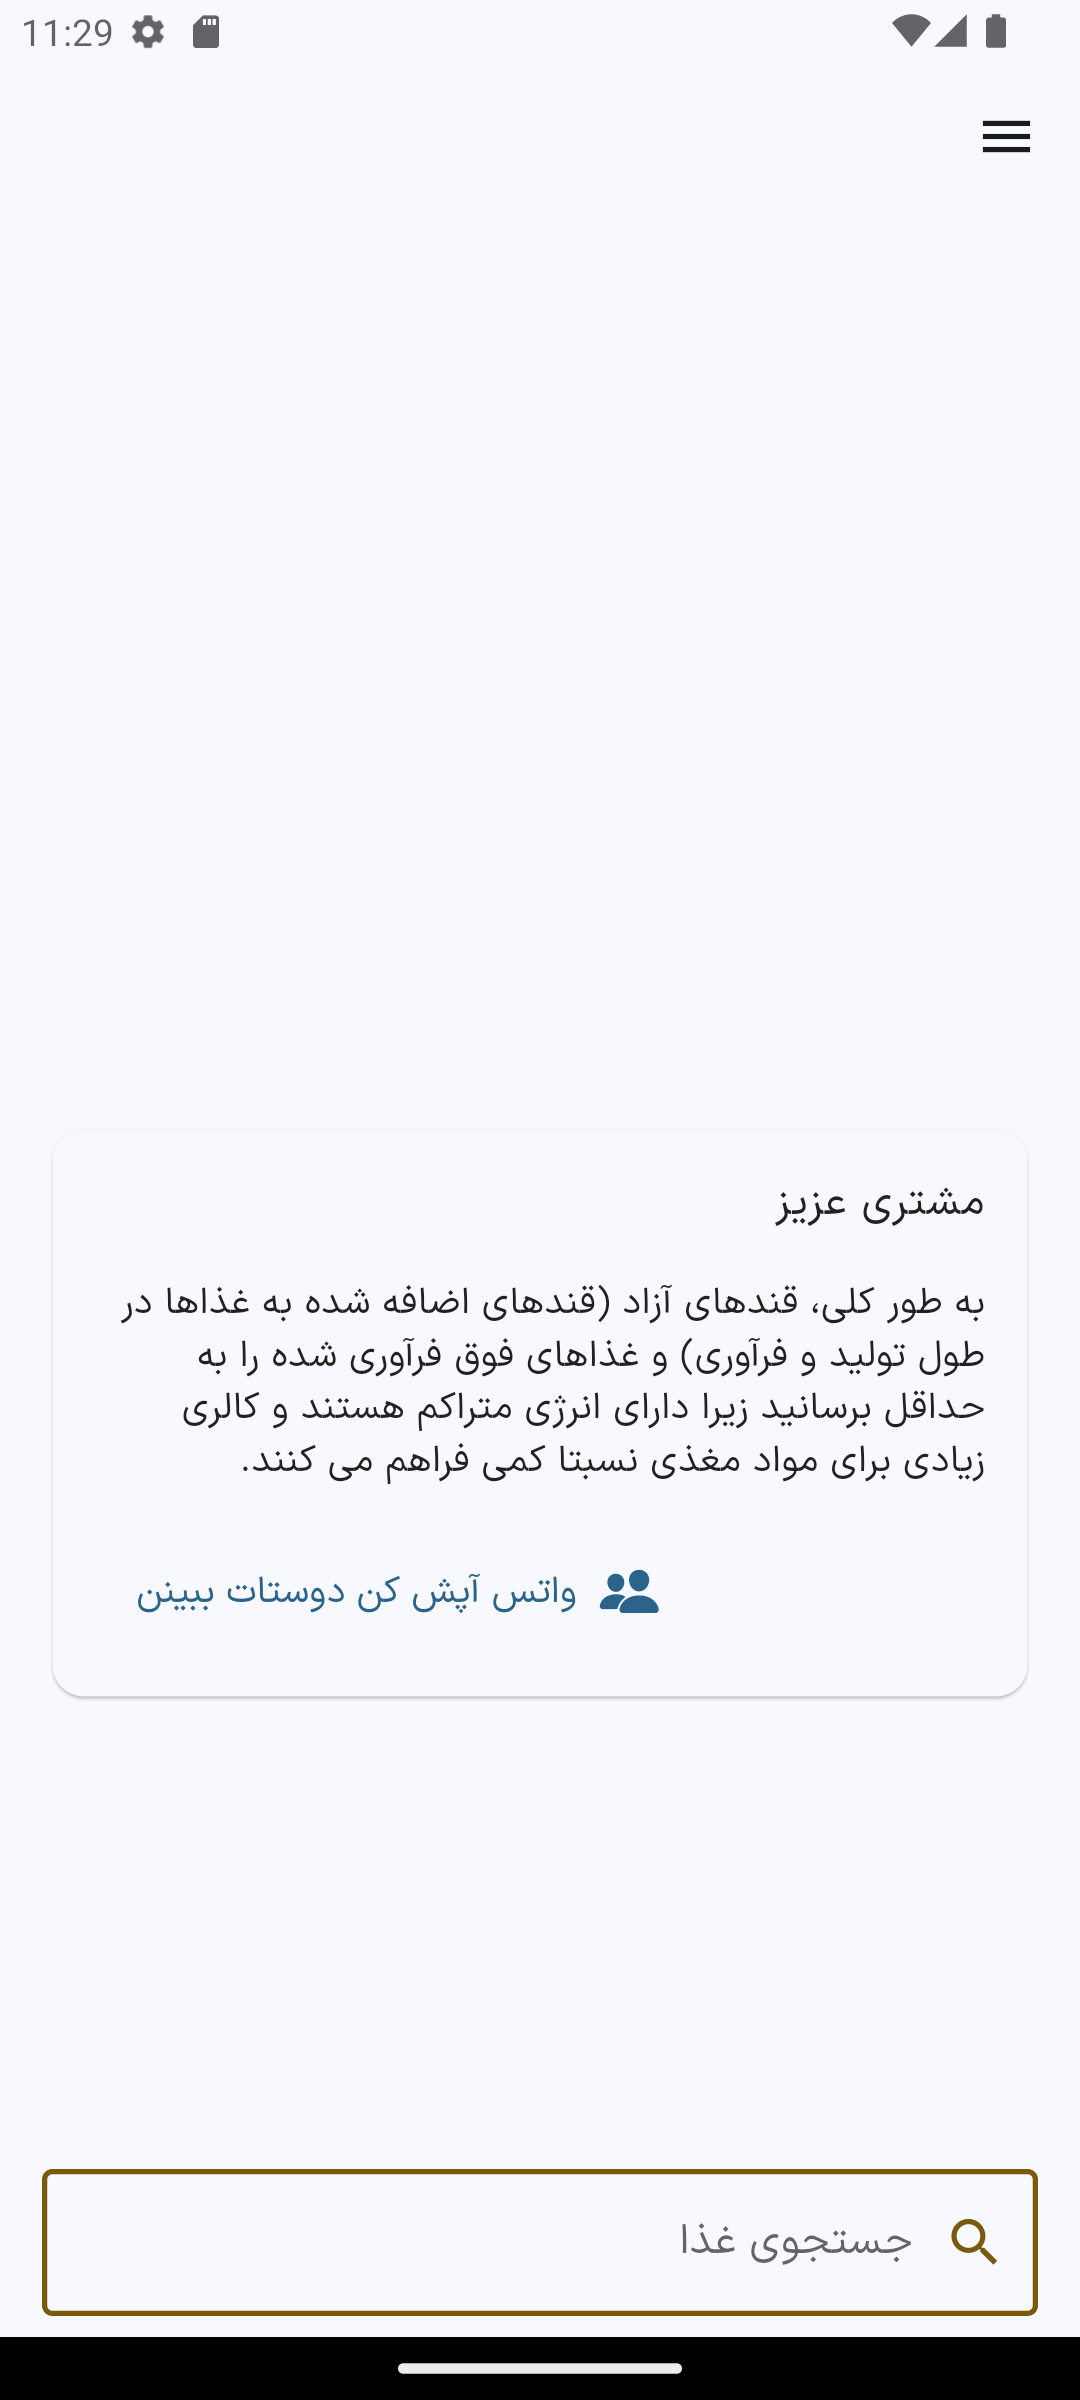 11:29
مشتری عزیز
به طور کلی، قندهای آزاد (قندهای اضافه شده به غذاها در
طول تولید و فرآوری) و غذاهای فوق فرآوری شده را به
حداقل برسانید زیرا دارای انرژی متراکم هستند و کالری
زیادی برای مواد مغذی نسبتا کمی فراهم می کنند.
واتس آپش کن دوستات ببینن
جستجوی غذا